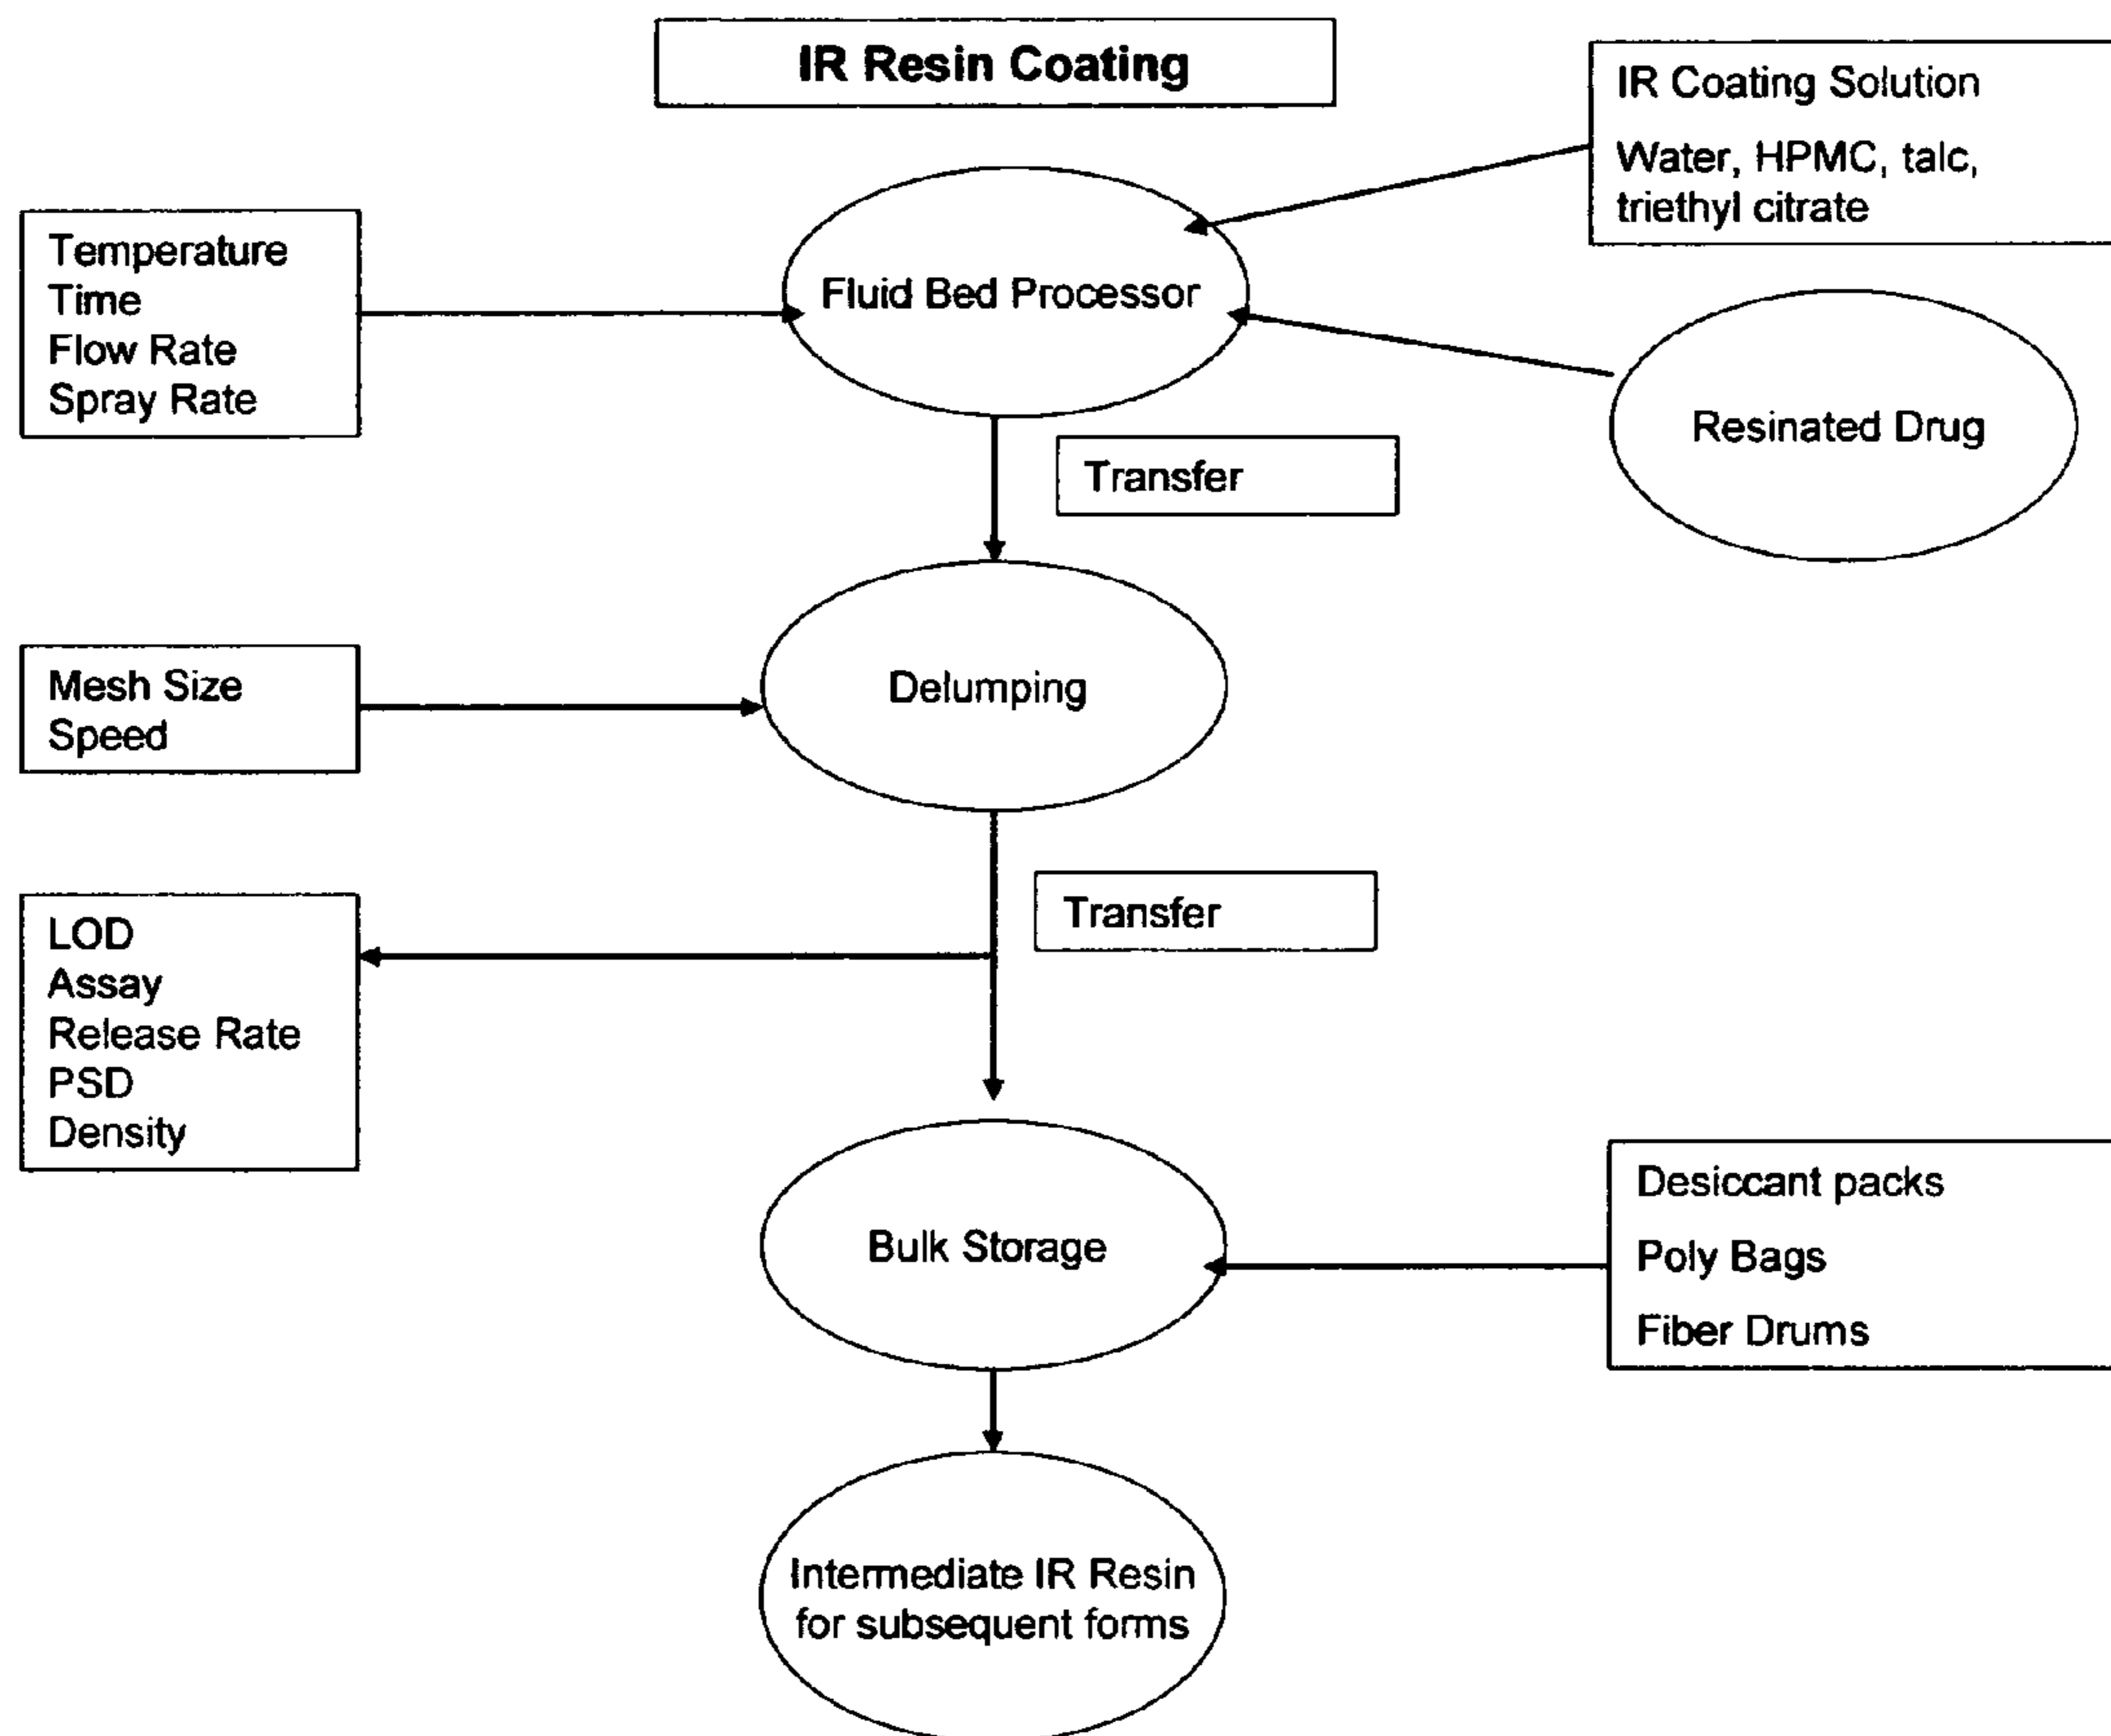 IR Resin Coating
IR Coating Solution
Water, HPMC, talc,
triethyl citrate
Temperature
Time
Flow Rate
Spray Rate
Fluid Bed Processor
Resinated Drug
Transfer
Mesh Size
Speed
Delumping
Transfer
LOD
Assay
Release Rate
PSD
Density
Bulk Storage
Desiccant packs
Poly Bags
Fiber Drums
Intermediate IR Resin
for subsequent forms